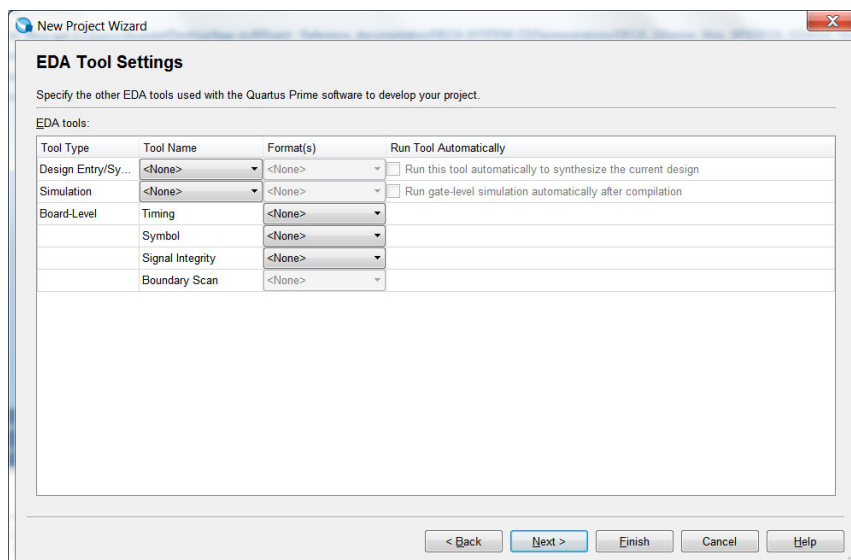 New Project Wizard
EDA Tool Settings
Specify the other EDA tools used with the Quartus Prime software to develop your project.
EDA tools:
Tool Type Tool Name Format(s) Run Tool Automatically
Design Entry/Sy... <None> <None> Run this tool automatically to synthesize the current design
Simulation <None> <None> Run gate-level simulation automatically after compilation
Board-Level Timing <None>
Symbol <None>
Signal Integrity <None>
Boundary Scan <None>
< Back Next > Finish Cancel Help